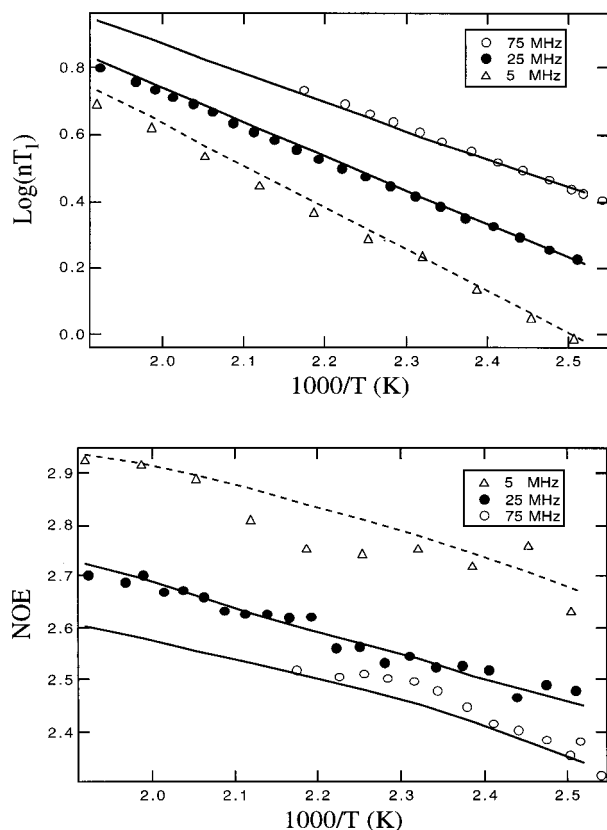 75 MHz
25 MHz
5 MHz
0.8
0.6
0.4
0.2
0.0
Log(nT1)
2.0 2.1 2.2 2.3 2.4 2.5
1000/T (K)
5 MHz
25 MHz
75 MHz
2.9
2.8
2.7
2.6
2.5
2.4
NOE
2.0 2.1 2.2 2.3 2.4 2.5
1000/T (K)